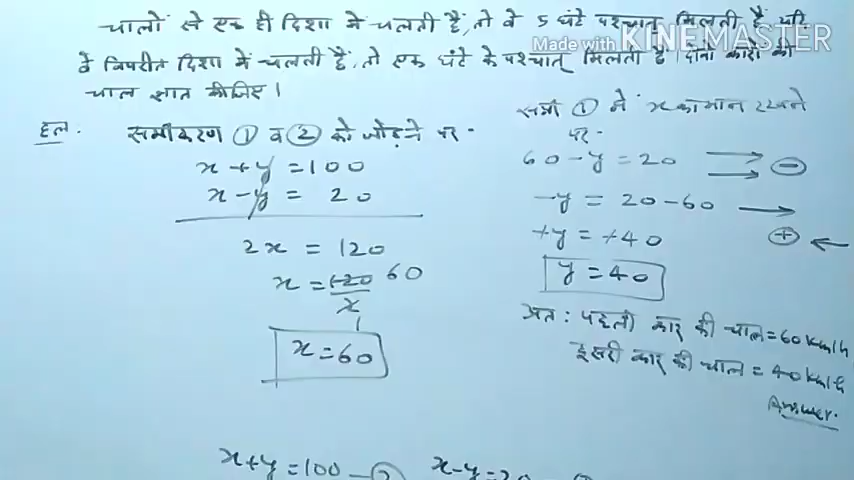 चालों से एक ही दिशा में चलती हैं, तो वे 5 घंटे पश्चात् मिलती हैं, यदि
Made with KINEMASTER
वे विपरीत दिशा में चलती हैं, तो एक घंटे के पश्चात् मिलती हैं। दोनों कारों की
चाल ज्ञात कीजिए।
हल:
समीकरण ① व ② को जोड़ने पर -
x + y = 100
x - y = 20
2x = 120
x = 120 60
x = 60
समी ① में x का मान रखने
पर -
60 - y = 20
-y = 20 - 60
+y = +40
y = 40
अत: पहली कार की चाल = 60 km/h
दूसरी कार की चाल = 40 km/h
Answer.
x + y = 100 — ②
x - y = 20